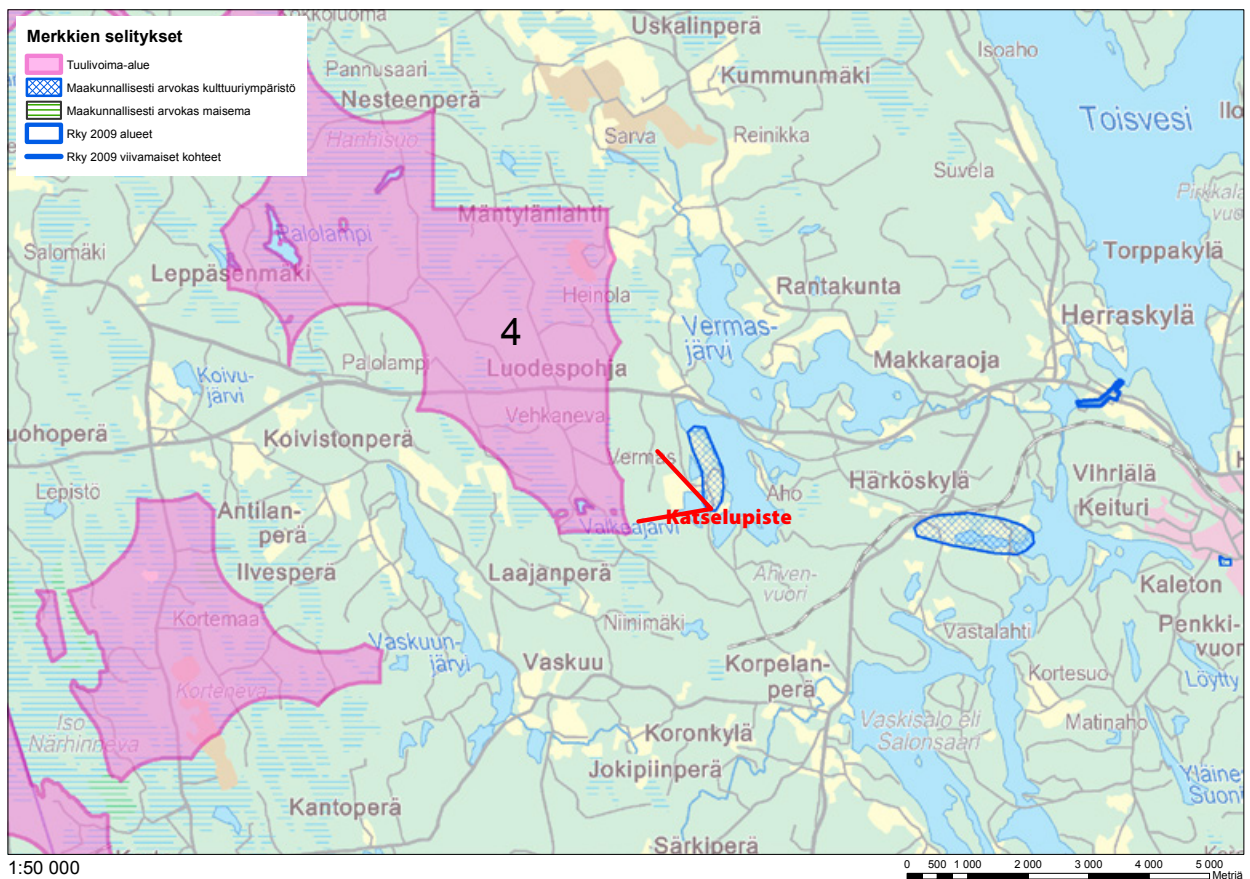 Merkkien selitykset
Tuulivoima-alue
Maakunnallisesti arvokas kulttuuriympäristö
Maakunnallisesti arvokas maisema
Rky 2009 alueet
Rky 2009 viivamaiset kohteet
Uskalinperä
Isoaho
Pannusaari
Kummunmäki
Nesteenperä
Toisvesi
Hanhisuo
Sarva
Reinikka
Suvela
Mäntylänlahti
Palolampi
Salomäki
Torppakylä
Leppäsenmäki
Rantakunta
Heinola
Herraskylä
4
Vermas-
järvi
Makkaraoja
Palolampi
Luodespohja
Koivu-
järvi
Vehkaneva
Koivistonperä
uohoperä
Vermas
Härköskylä
VIhrlälä
Lepistö
Aho
Keituri
Antilan-
perä
Katselupiste
Valkeajärvi
Ilvesperä
Laajanperä
Ahven-
vuori
Kaleton
Kortemaa
Niinimäki
Vastalahti
Penkki-
vuor
Vaskuun-
järvi
Vaskuu
Korpelan-
perä
Kortesuo
Löytty
Korteneva
Iso
Närhinneva
Koronkylä
Vaskisalo eli
Salonsaari
Matinaho
Jokipiinperä
Yläine
Suoni
Kantoperä
Särkiperä
1:50 000
0 500 1 000 2 000 3 000 4 000 5 000
Metriä